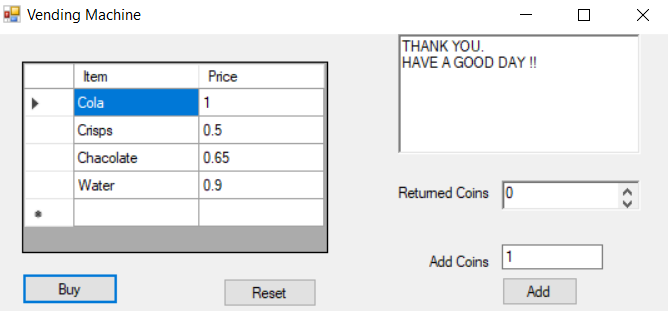 Vending Machine
Item Price
Cola 1
Crisps 0.5
Chacolate 0.65
Water 0.9
Buy
Reset
THANK YOU.
HAVE A GOOD DAY !!
Returned Coins 0
Add Coins 1
Add